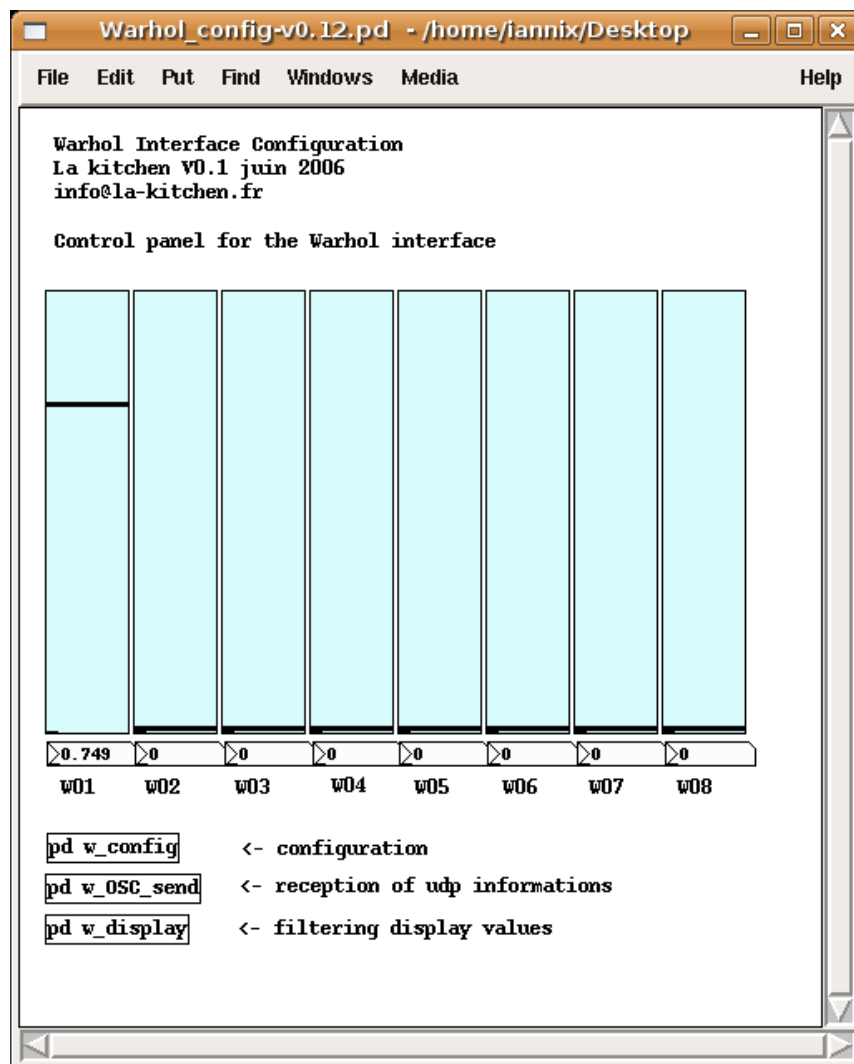 Warhol_config-v0.12.pd - /home/iannix/Desktop
File Edit Put Find Windows Media Help
Warhol Interface Configuration
La kitchen V0.1 juin 2006
info@la-kitchen.fr
Control panel for the Warhol interface
0.749 0 0 0 0 0 0 0
w01 w02 w03 w04 w05 w06 w07 w08
pd w_config <- configuration
pd w_OSC_send <- reception of udp informations
pd w_display <- filtering display values